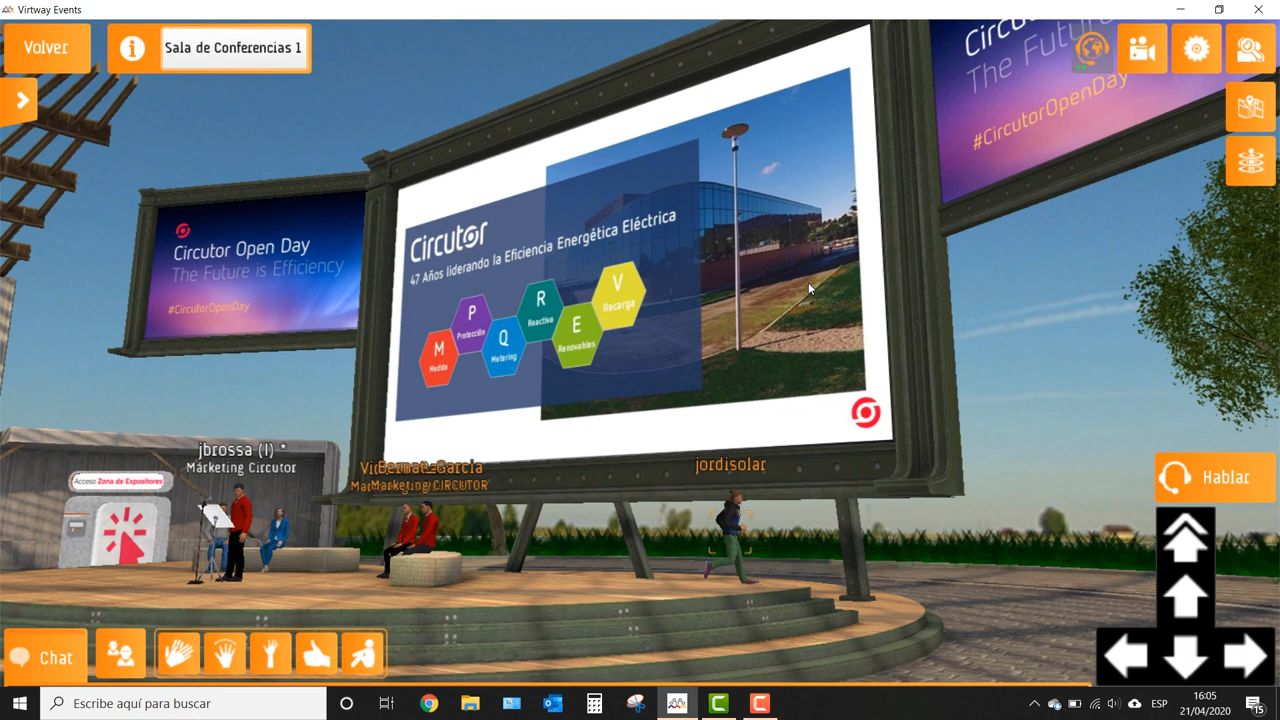 Virtway Events
Volver
Sala de Conferencias 1
Circutor Open Day
The Future is Efficiency
#CircutorOpenDay
Circutor
47 Años liderando la Eficiencia Energética Eléctrica
M
Medida
P
Protección
Q
Metering
R
Reactiva
E
Renovables
V
Recarga
The Future
#CircutorOpenDay
jbrossa (I) *
Marketing Circutor
Bernat_Garcia
Marketing CIRCUTOR
jordisolar
Acceso Zona de Expositores
Hablar
Chat
Escribe aquí para buscar
ESP
16:05
21/04/2020
15